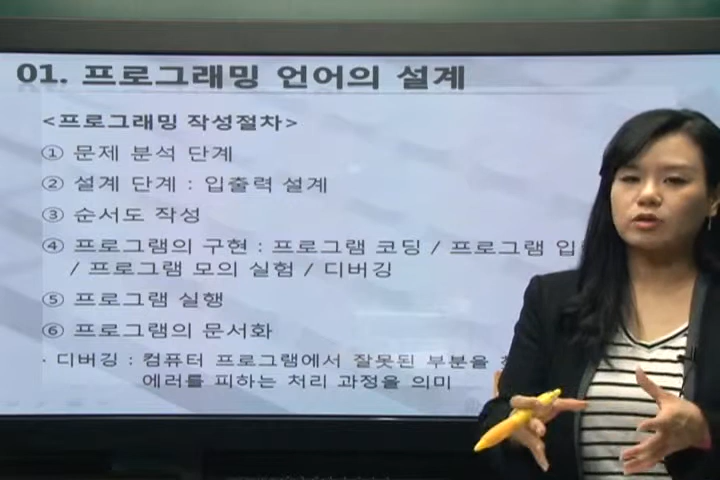 01. 프로그래밍 언어의 설계
<프로그래밍 작성절차>
① 문제 분석 단계
② 설계 단계 : 입출력 설계
③ 순서도 작성
④ 프로그램의 구현 : 프로그램 코딩 / 프로그램
/ 프로그램 모의 실험 / 디버깅
⑤ 프로그램 실행
⑥ 프로그램의 문서화
· 디버깅 : 컴퓨터 프로그램에서 잘못된 부분을
에러를 피하는 처리 과정을 의미